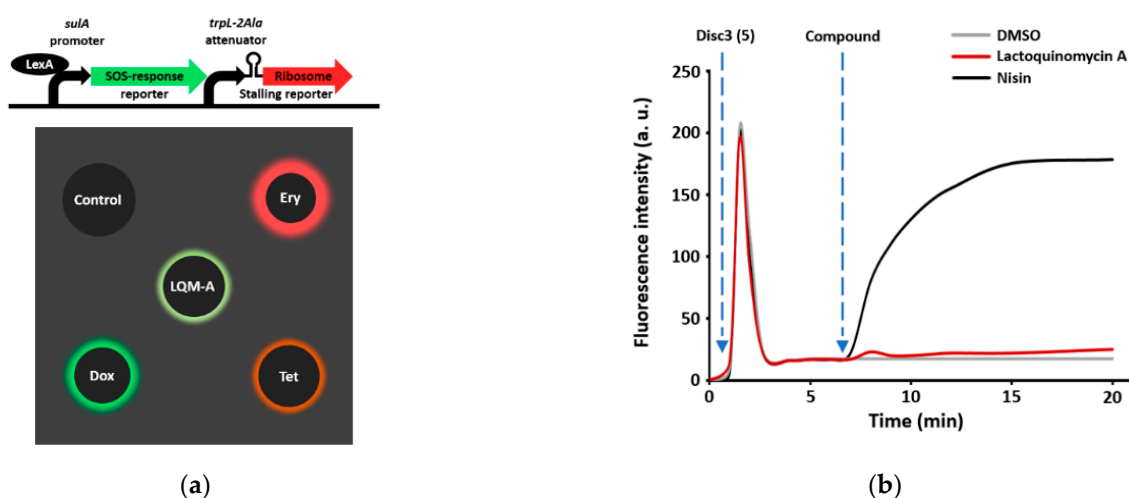 sulA
promoter
trpL-2Ala
attenuator
LexA
SOS-response
reporter
Ribosome
Stalling reporter
Control
Ery
LQM-A
Dox
Tet
(a)
Disc3 (5)
Compound
DMSO
Lactoquinomycin A
Nisin
Fluorescence intensity (a. u.)
250
200
150
100
50
0
0
5
10
15
20
Time (min)
(b)